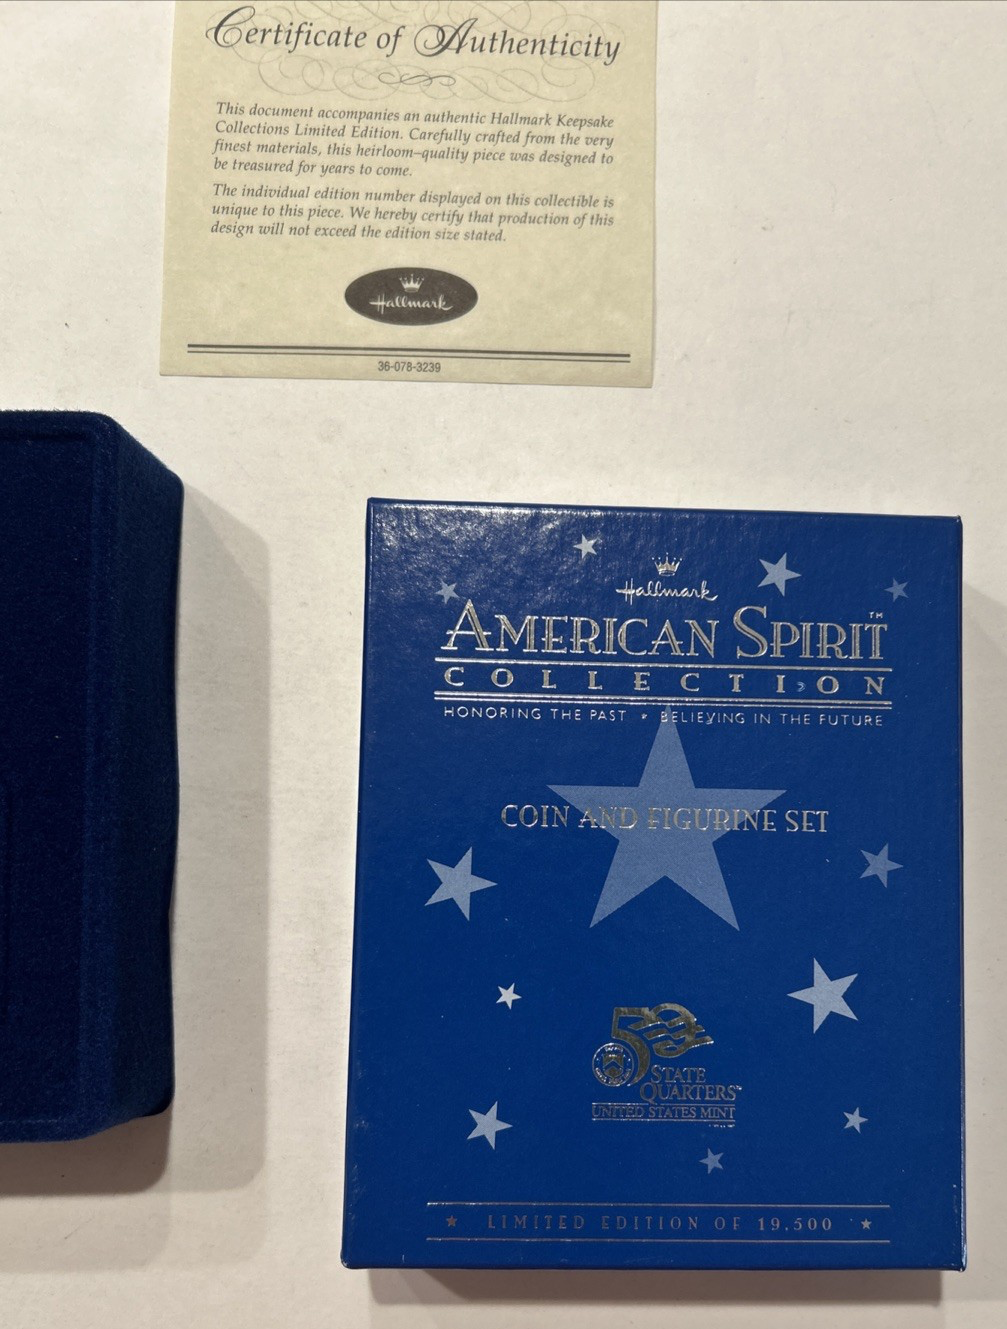 Certificate of Authenticity
This document accompanies an authentic Hallmark Keepsake
Collections Limited Edition. Carefully crafted from the very
finest materials, this heirloom–quality piece was designed to
be treasured for years to come.
The individual edition number displayed on this collectible is
unique to this piece. We hereby certify that production of this
design will not exceed the edition size stated.
Hallmark
36-078-3239
Hallmark
AMERICAN SPIRIT™
COLLECTION
HONORING THE PAST ★ BELIEVING IN THE FUTURE
COIN AND FIGURINE SET
50
STATE
QUARTERS™
UNITED STATES MINT
★ LIMITED EDITION OF 19,500 ★